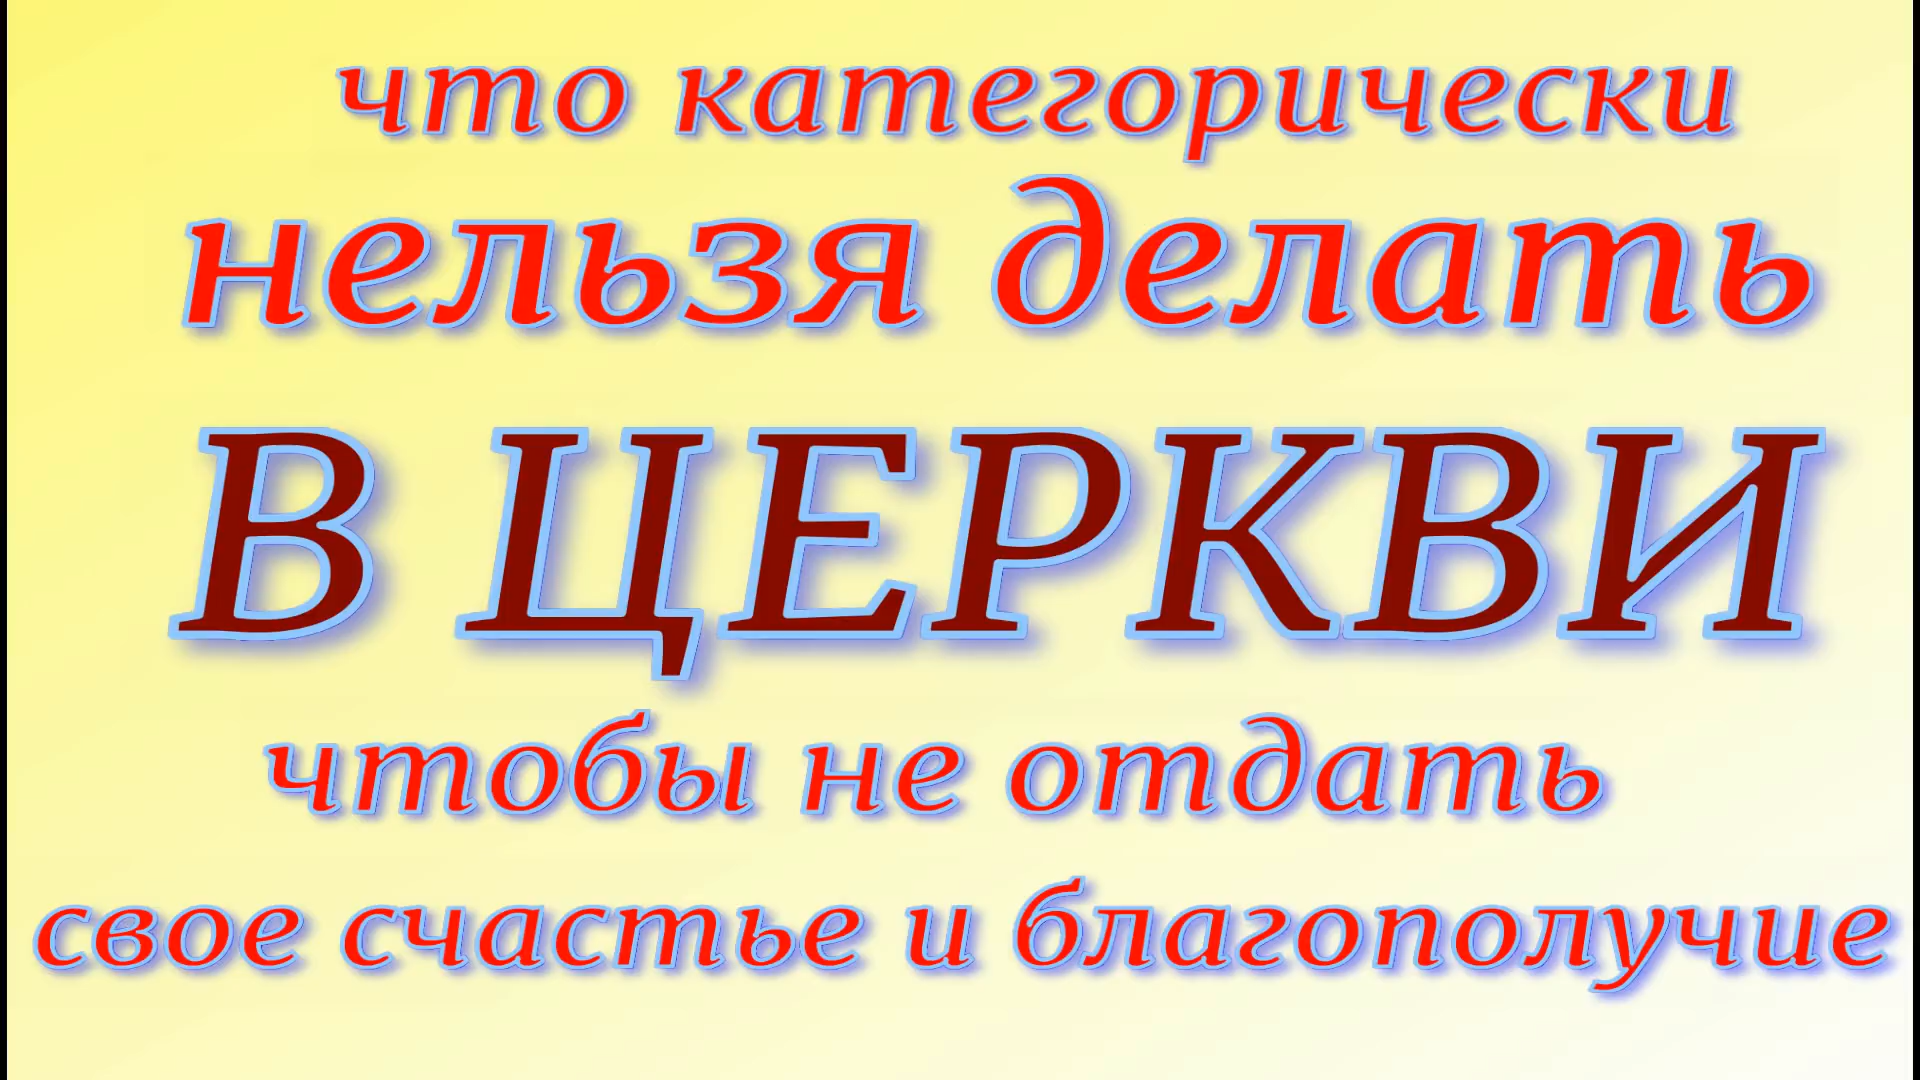 что категорически
нельзя делать
В ЦЕРКВИ
чтобы не отдать
свое счастье и благополучие